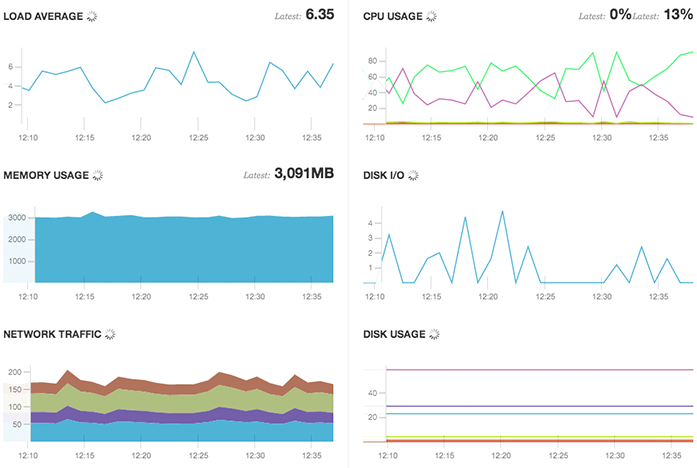 LOAD AVERAGE Latest: 6.35
6
4
2
12:10 12:15 12:20 12:25 12:30 12:35
CPU USAGE Latest: 0% Latest: 13%
80
60
40
20
12:10 12:15 12:20 12:25 12:30 12:35
MEMORY USAGE Latest: 3,091MB
3000
2000
1000
12:10 12:15 12:20 12:25 12:30 12:35
DISK I/O
4
3
2
1
12:10 12:15 12:20 12:25 12:30 12:35
NETWORK TRAFFIC
200
150
100
50
12:10 12:15 12:20 12:25 12:30 12:35
DISK USAGE
40
20
12:10 12:15 12:20 12:25 12:30 12:35